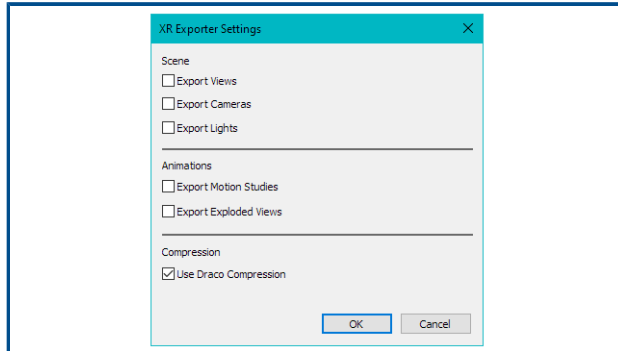 XR Exporter Settings
Scene
Export Views
Export Cameras
Export Lights
Animations
Export Motion Studies
Export Exploded Views
Compression
Use Draco Compression
OK Cancel